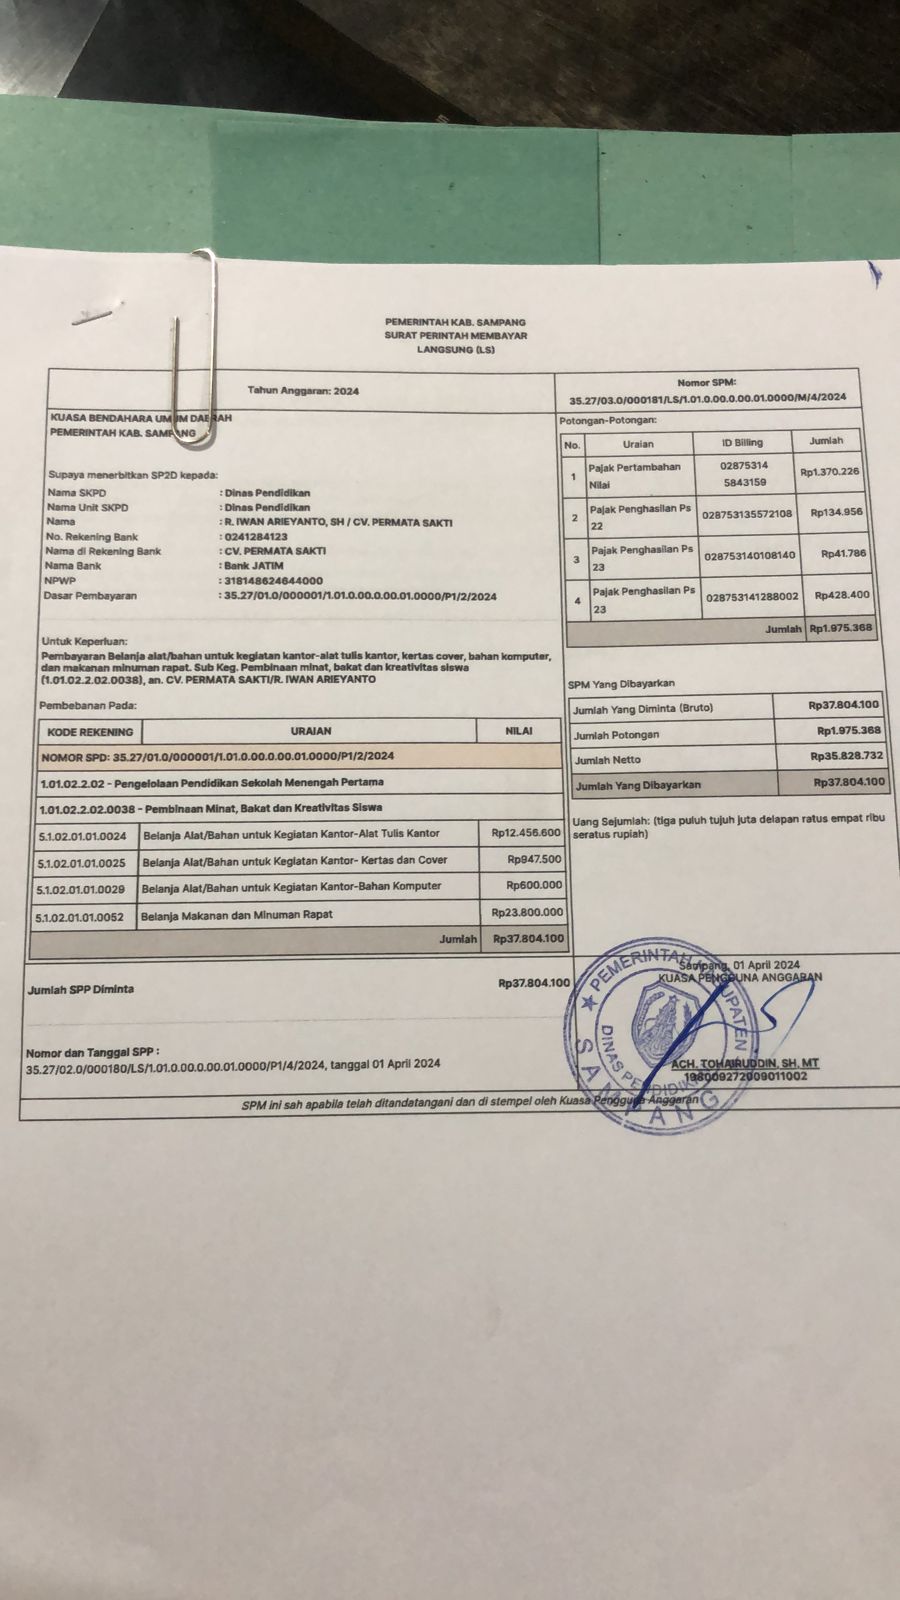 PEMERINTAH KAB. SAMPANG
SURAT PERINTAH MEMBAYAR
LANGSUNG (LS)
Tahun Anggaran: 2024
Nomor SPM:
35.27/03.0/000181/LS/1.01.0.00.0.00.01.0000/M/4/2024
KUASA BENDAHARA UMUM DAERAH
PEMERINTAH KAB. SAMPANG
Supaya menerbitkan SP2D kepada:
Nama SKPD : Dinas Pendidikan
Nama Unit SKPD : Dinas Pendidikan
Nama : R. IWAN ARIEYANTO, SH / CV. PERMATA SAKTI
No. Rekening Bank : 0241284123
Nama di Rekening Bank : CV. PERMATA SAKTI
Nama Bank : Bank JATIM
NPWP : 318148624644000
Dasar Pembayaran : 35.27/01.0/000001/1.01.0.00.0.00.01.0000/P1/2/2024
Untuk Keperluan:
Pembayaran Belanja alat/bahan untuk kegiatan kantor-alat tulis kantor, kertas cover, bahan komputer,
dan makanan minuman rapat. Sub Keg. Pembinaan minat, bakat dan kreativitas siswa
(1.01.02.2.02.0038), an. CV. PERMATA SAKTI/R. IWAN ARIEYANTO
Pembebanan Pada:
KODE REKENING URAIAN NILAI
NOMOR SPD: 35.27/01.0/000001/1.01.0.00.0.00.01.0000/P1/2/2024
1.01.02.2.02 - Pengelolaan Pendidikan Sekolah Menengah Pertama
1.01.02.2.02.0038 - Pembinaan Minat, Bakat dan Kreativitas Siswa
5.1.02.01.01.0024 Belanja Alat/Bahan untuk Kegiatan Kantor-Alat Tulis Kantor Rp12.456.600
5.1.02.01.01.0025 Belanja Alat/Bahan untuk Kegiatan Kantor- Kertas dan Cover Rp947.500
5.1.02.01.01.0029 Belanja Alat/Bahan untuk Kegiatan Kantor-Bahan Komputer Rp600.000
5.1.02.01.01.0052 Belanja Makanan dan Minuman Rapat Rp23.800.000
Jumlah Rp37.804.100
Jumlah SPP Diminta Rp37.804.100
Nomor dan Tanggal SPP :
35.27/02.0/000180/LS/1.01.0.00.0.00.01.0000/P1/4/2024, tanggal 01 April 2024
Potongan-Potongan:
No. Uraian ID Billing Jumlah
1 Pajak Pertambahan Nilai 02875314 5843159 Rp1.370.226
2 Pajak Penghasilan Ps 22 028753135572108 Rp134.956
3 Pajak Penghasilan Ps 23 028753140108140 Rp41.786
4 Pajak Penghasilan Ps 23 028753141288002 Rp428.400
Jumlah Rp1.975.368
SPM Yang Dibayarkan
Jumlah Yang Diminta (Bruto) Rp37.804.100
Jumlah Potongan Rp1.975.368
Jumlah Netto Rp35.828.732
Jumlah Yang Dibayarkan Rp37.804.100
Uang Sejumlah: (tiga puluh tujuh juta delapan ratus empat ribu
seratus rupiah)
Sampang, 01 April 2024
KUASA PENGGUNA ANGGARAN
PEMERINTAH KABUPATEN
DINAS PENDIDIKAN
SAMPANG
ACH. TOHAIRUDDIN, SH. MT
198009272009011002
SPM ini sah apabila telah ditandatangani dan di stempel oleh Kuasa Pengguna Anggaran